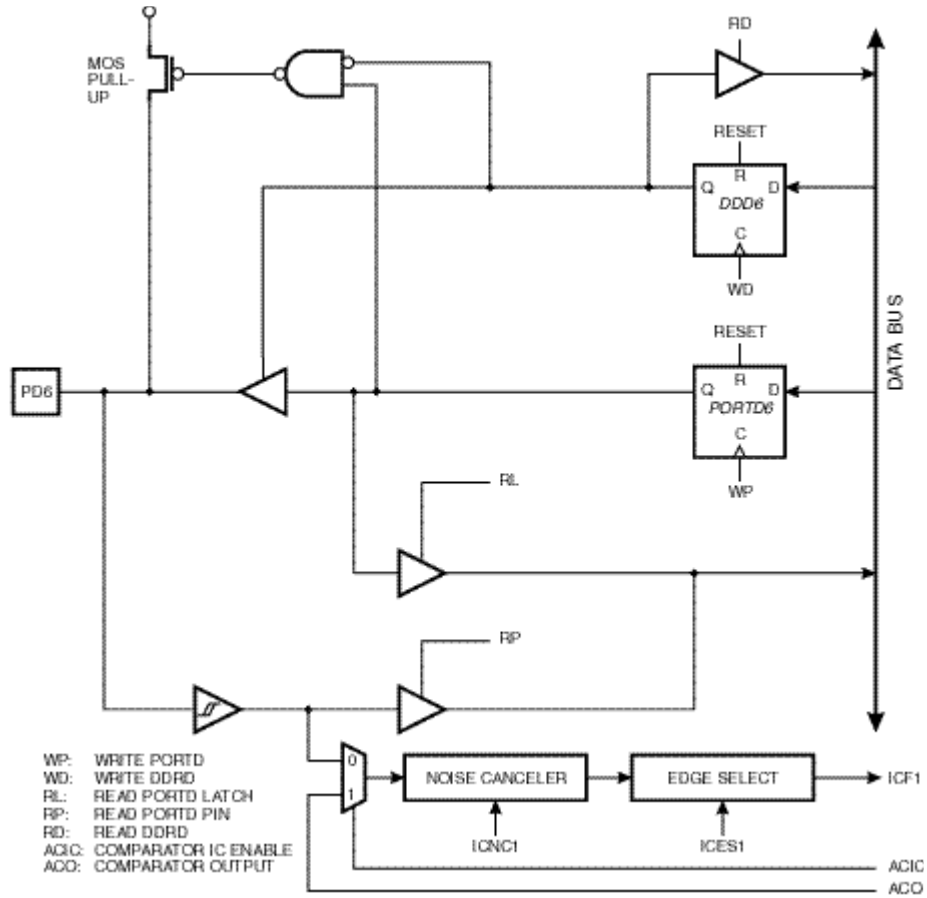 RD
MOS
PULL-
UP
RESET
R
Q
D
DDD6
C
WD
DATA BUS
RESET
PD6
R
Q
D
PORTD6
C
WP
RL
RP
WP: WRITE PORTD
WD: WRITE DDRD
RL: READ PORTD LATCH
RP: READ PORTD PIN
RD: READ DDRD
ACIC: COMPARATOR IC ENABLE
ACO: COMPARATOR OUTPUT
0
1
NOISE CANCELER
EDGE SELECT
ICF1
ICNC1
ICES1
ACIC
ACO